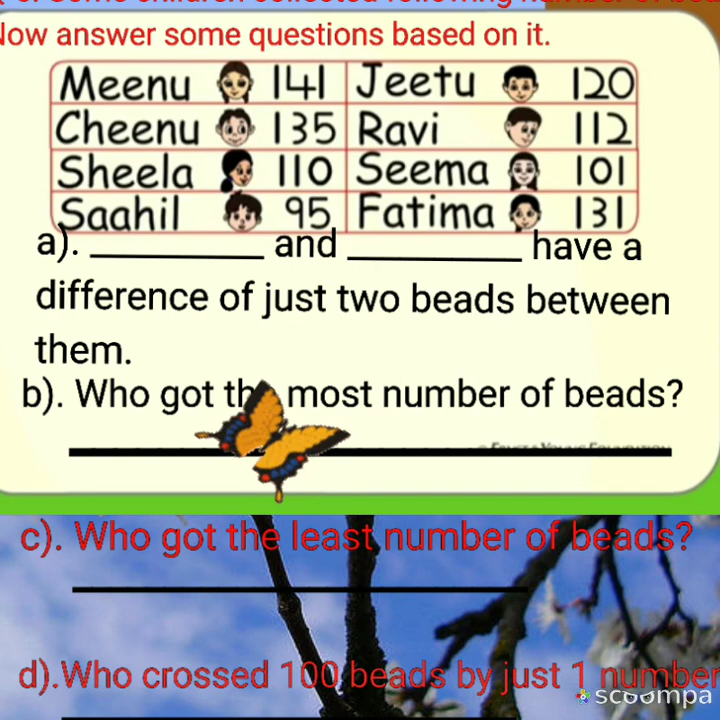 Now answer some questions based on it.
Meenu 141 Jeetu 120
Cheenu 135 Ravi 112
Sheela 110 Seema 101
Saahil 95 Fatima 131
a). and have a
difference of just two beads between
them.
b). Who got the most number of beads?
c). Who got the least number of beads?
d).Who crossed 100 beads by just 1 number
scoompa